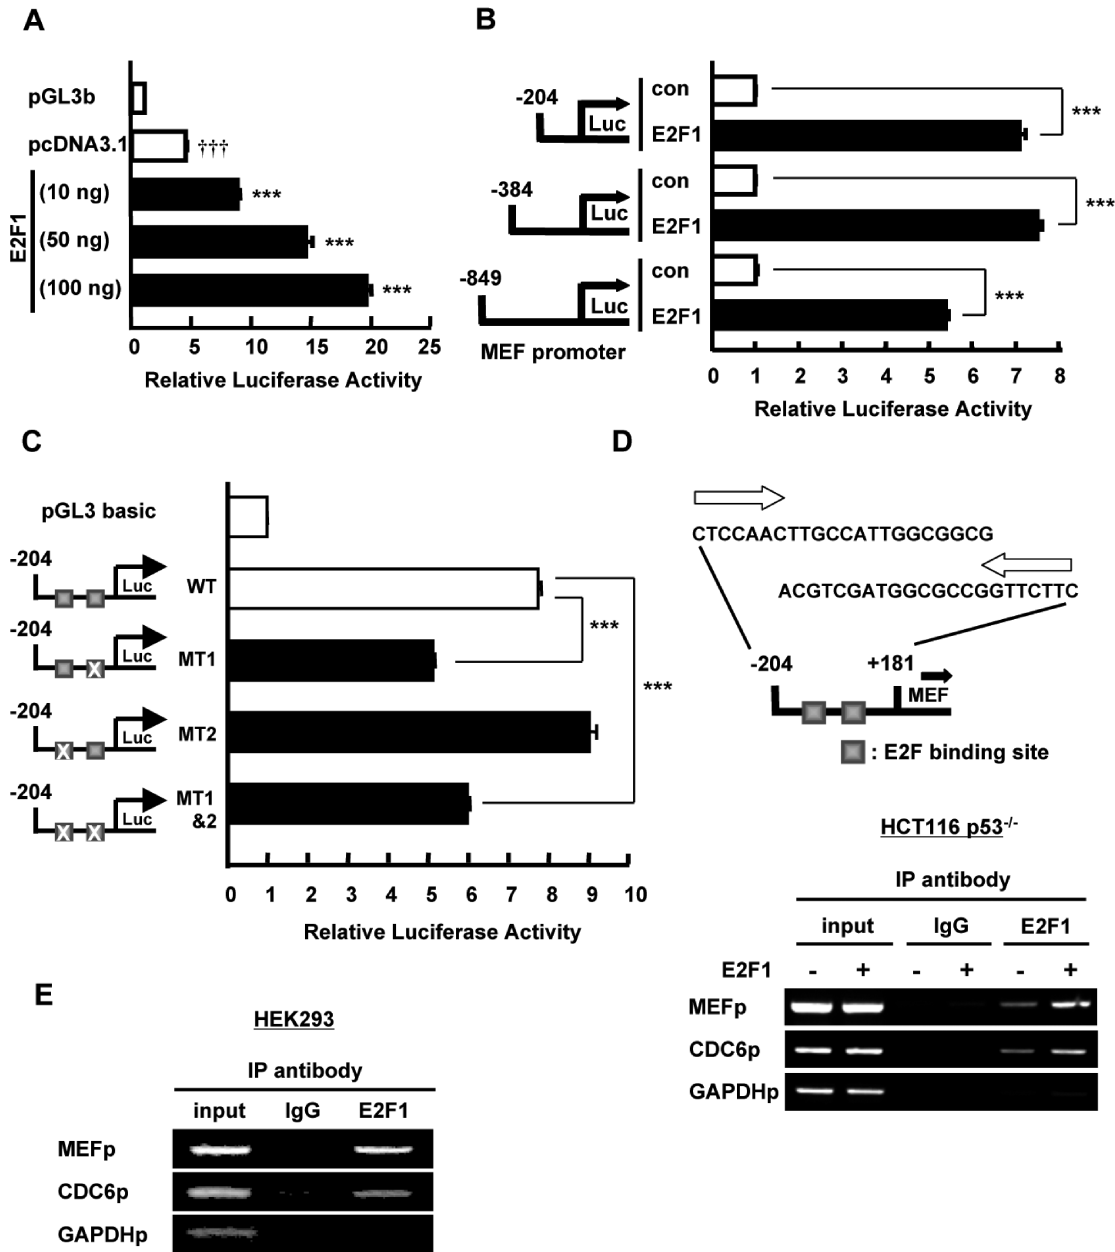 A
pGL3b
pcDNA3.1
†††
E2F1
(10 ng)
***
(50 ng)
***
(100 ng)
***
0 5 10 15 20 25
Relative Luciferase Activity
B
-204
Luc
con
E2F1
***
-384
Luc
con
E2F1
***
-849
Luc
con
E2F1
***
MEF promoter
0 1 2 3 4 5 6 7 8
Relative Luciferase Activity
C
pGL3 basic
-204
Luc
WT
***
-204
Luc
X
MT1
***
-204
Luc
X
MT2
-204
Luc
X X
MT1
&2
0 1 2 3 4 5 6 7 8 9 10
Relative Luciferase Activity
D
CTCCAACTTGCCATTGGCGGCG
ACGTCGATGGCGCCGGTTCTTC
-204 +181
MEF
: E2F binding site
HCT116 p53-/-
IP antibody
input IgG E2F1
E2F1 - + - + - +
MEFp
CDC6p
GAPDHp
E
HEK293
IP antibody
input IgG E2F1
MEFp
CDC6p
GAPDHp